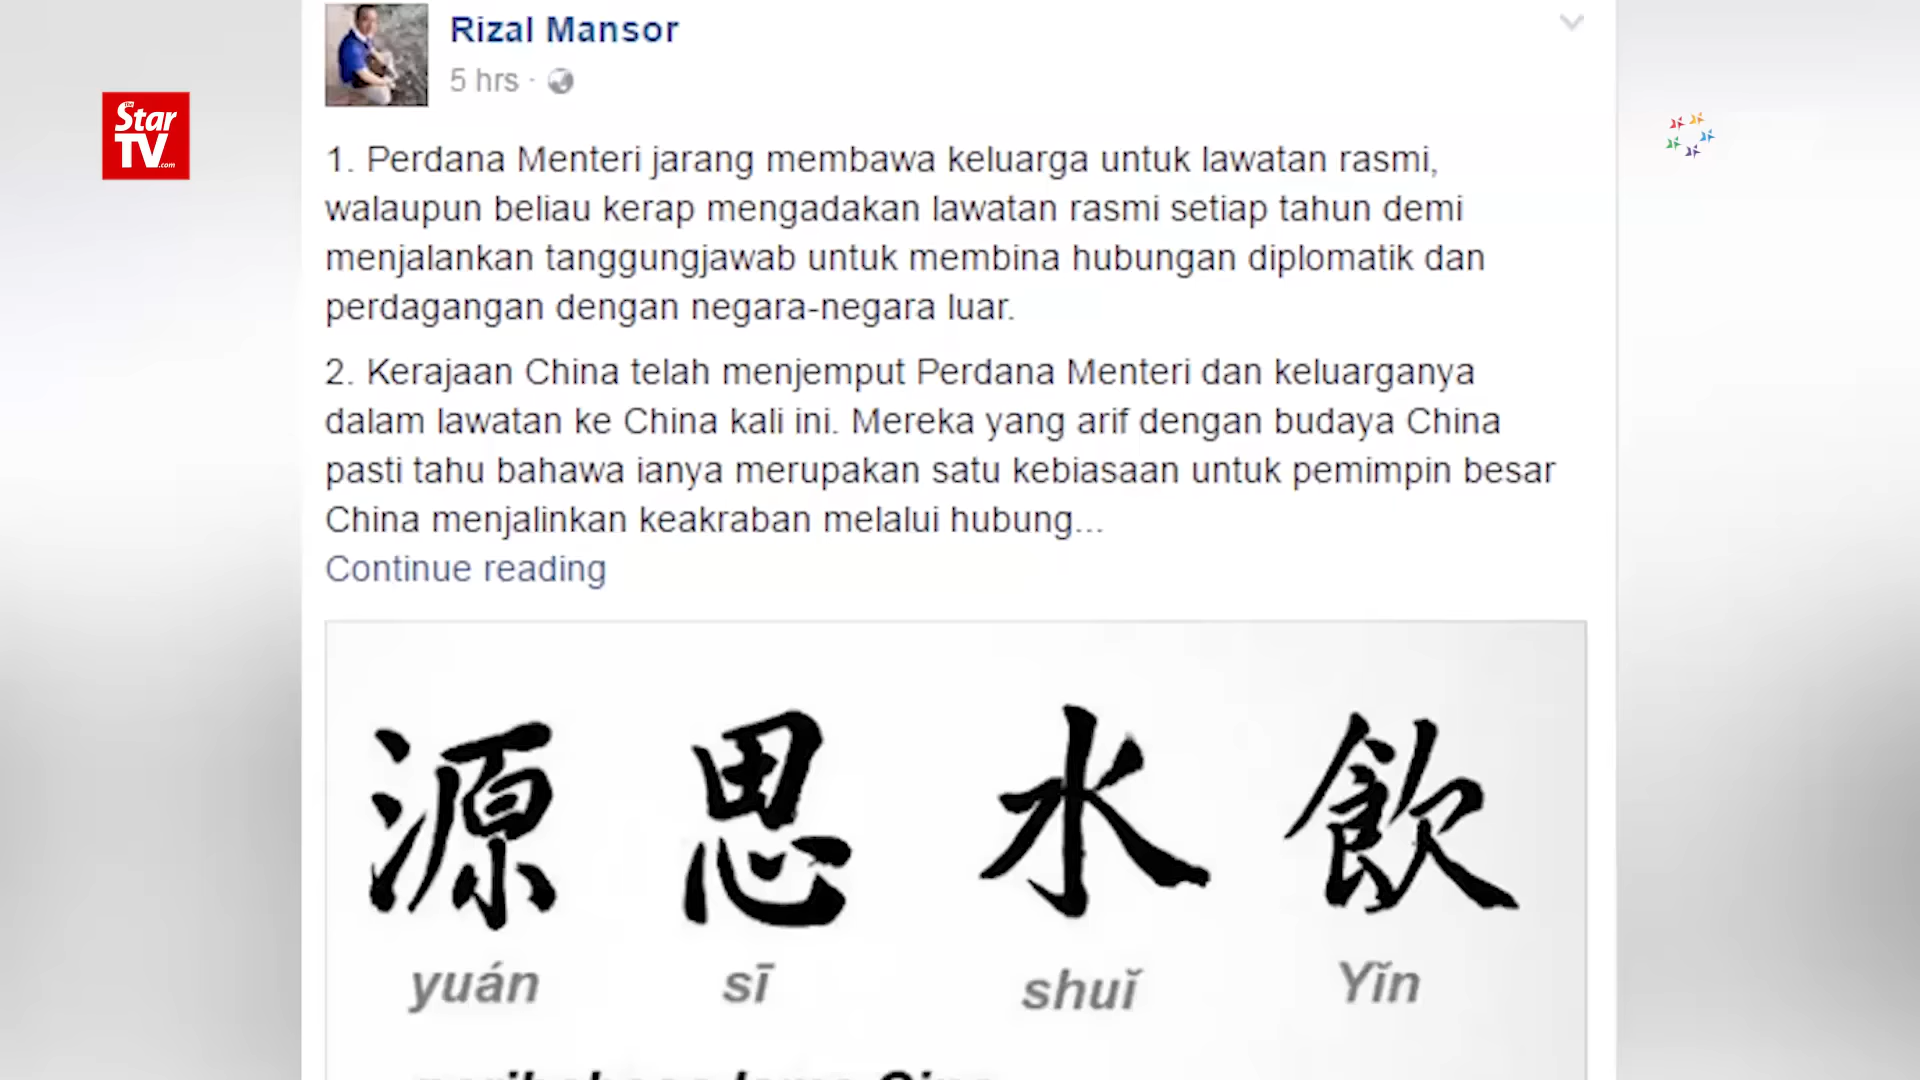 Rizal Mansor
5 hrs ·
The
Star
TV
.com
1. Perdana Menteri jarang membawa keluarga untuk lawatan rasmi,
walaupun beliau kerap mengadakan lawatan rasmi setiap tahun demi
menjalankan tanggungjawab untuk membina hubungan diplomatik dan
perdagangan dengan negara-negara luar.
2. Kerajaan China telah menjemput Perdana Menteri dan keluarganya
dalam lawatan ke China kali ini. Mereka yang arif dengan budaya China
pasti tahu bahawa ianya merupakan satu kebiasaan untuk pemimpin besar
China menjalinkan keakraban melalui hubung...
Continue reading
源 思 水 飲
yuán sī shuǐ Yǐn